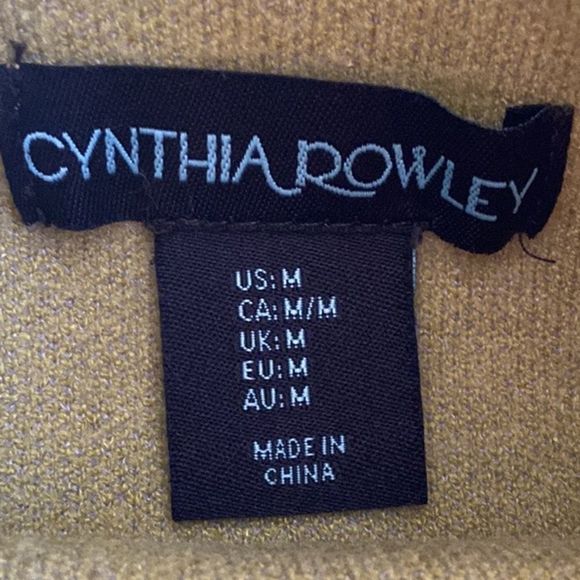 CYNTHIA ROWLEY
US: M
CA: M/M
UK: M
EU: M
AU: M
MADE IN
CHINA